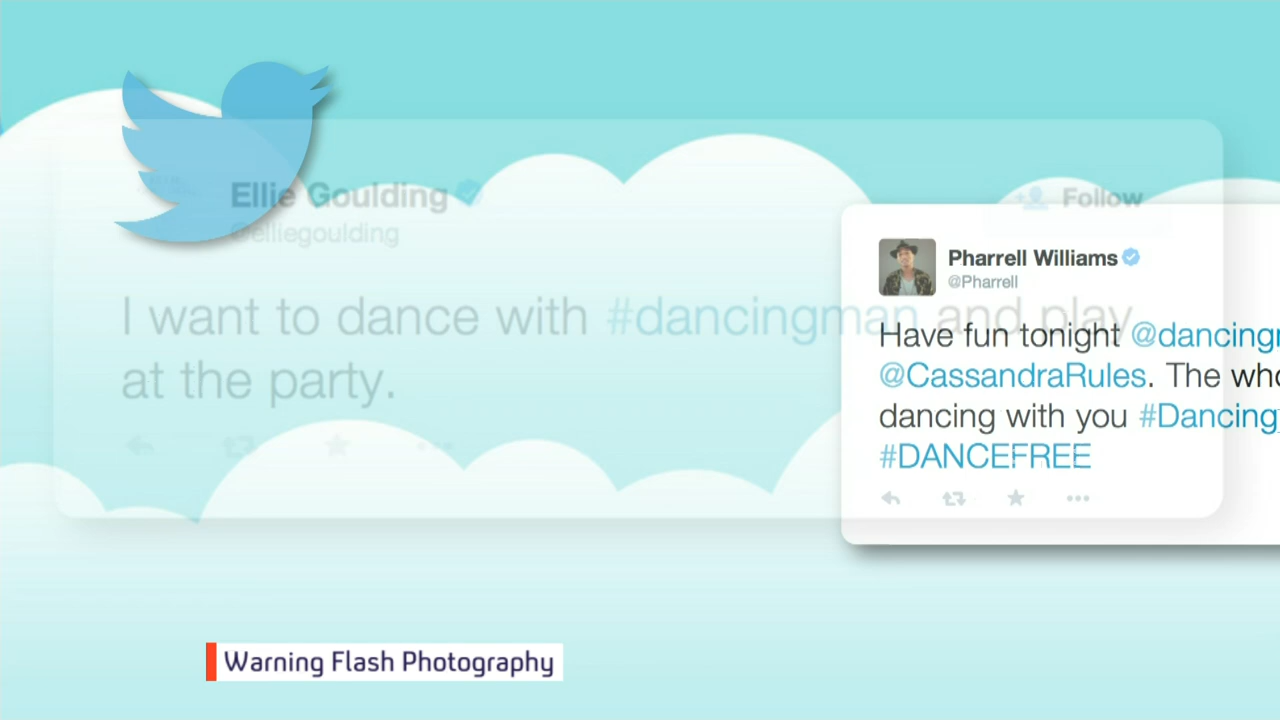 Ellie Goulding
@elliegoulding
Follow
I want to dance with #dancingman and play
at the party.
Pharrell Williams
@Pharrell
Have fun tonight
@CassandraRules. The
dancing with you
#DANCEFREE
Warning Flash Photography